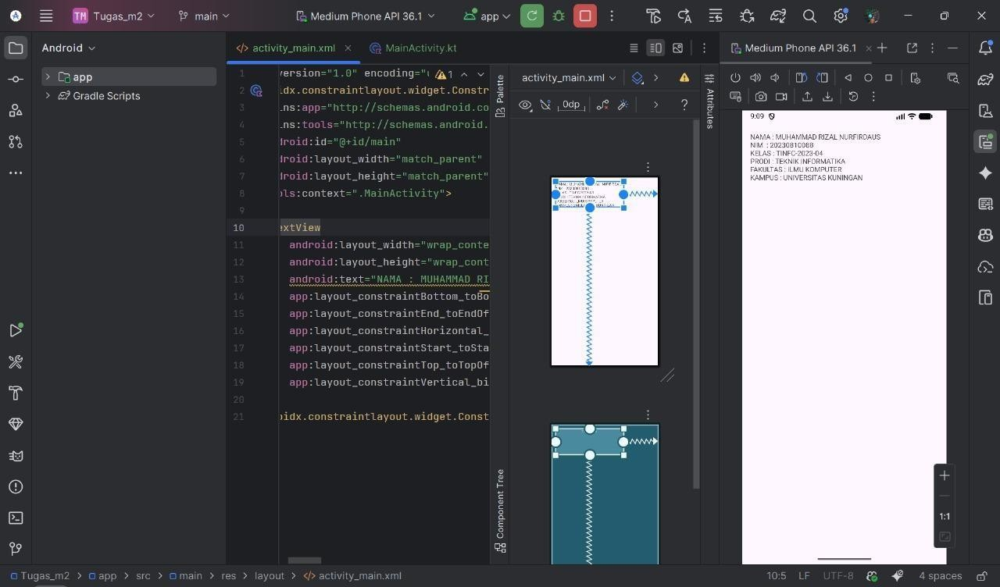 TM Tugas_m2
main
Medium Phone API 36.1
app
Android
app
Gradle Scripts
activity_main.xml
MainActivity.kt
1 version="1.0" encoding="u
1
2 idx.constraintlayout.widget.Constr
3 ns:app="http://schemas.android.co
4 ns:tools="http://schemas.android.
5 droid:id="@+id/main"
6 droid:layout_width="match_parent"
7 droid:layout_height="match_parent"
8 ols:context=".MainActivity">
9
10 extView
11 android:layout_width="wrap_conte
12 android:layout_height="wrap_cont
13 android:text="NAMA : MUHAMMAD RI
14 app:layout_constraintBottom_toBo
15 app:layout_constraintEnd_toEndOf
16 app:layout_constraintHorizontal_
17 app:layout_constraintStart_toSta
18 app:layout_constraintTop_toTopOf
19 app:layout_constraintVertical_bi
20
21 oidx.constraintlayout.widget.Const
Palette
Component Tree
activity_main.xml
0dp
?
Attributes
Medium Phone API 36.1
9:09
NAMA : MUHAMMAD RIZAL NURFIRDAUS
NIM : 20230810088
KELAS : TINFC-2023-04
PRODI : TEKNIK INFORMATIKA
FAKULTAS : ILMU KOMPUTER
KAMPUS : UNIVERSITAS KUNINGAN
1:1
Tugas_m2 > app > src > main > res > layout > activity_main.xml
10:5 LF UTF-8 4 spaces